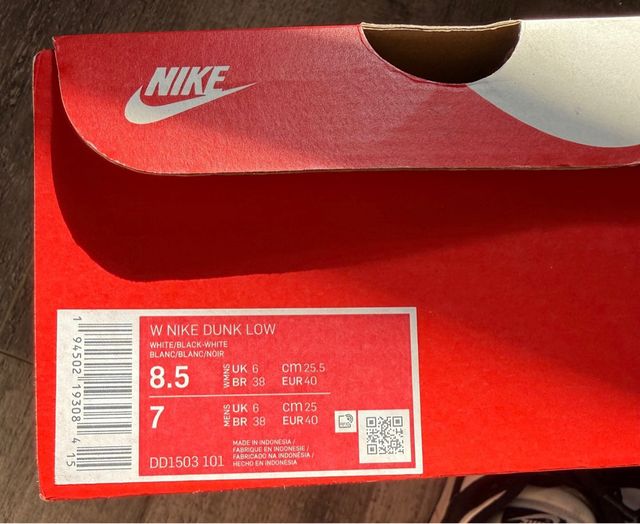 NIKE
W NIKE DUNK LOW
WHITE/BLACK-WHITE
BLANC/BLANC/NOIR
8.5 WMNS UK 6 CM 25.5
BR 38 EUR 40
7 MENS UK 6 CM 25
BR 38 EUR 40
MADE IN INDONESIA /
FABRIQUE EN INDONESIE /
FABRICADO NA INDONESIA /
HECHO EN INDONESIA
DD1503 101
1 94502 19308 4 15